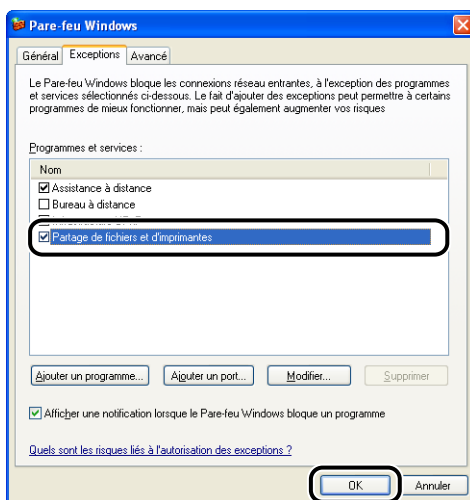 Pare-feu Windows
Général Exceptions Avancé
Le Pare-feu Windows bloque les connexions réseau entrantes, à l'exception des programmes
et services sélectionnés ci-dessous. Le fait d'ajouter des exceptions peut permettre à certains
programmes de mieux fonctionner, mais peut également augmenter vos risques
Programmes et services :
Nom
Assistance à distance
Bureau à distance
Partage de fichiers et d'imprimantes
Ajouter un programme... Ajouter un port... Modifier... Supprimer
Afficher une notification lorsque le Pare-feu Windows bloque un programme
Quels sont les risques liés à l'autorisation des exceptions ?
OK Annuler